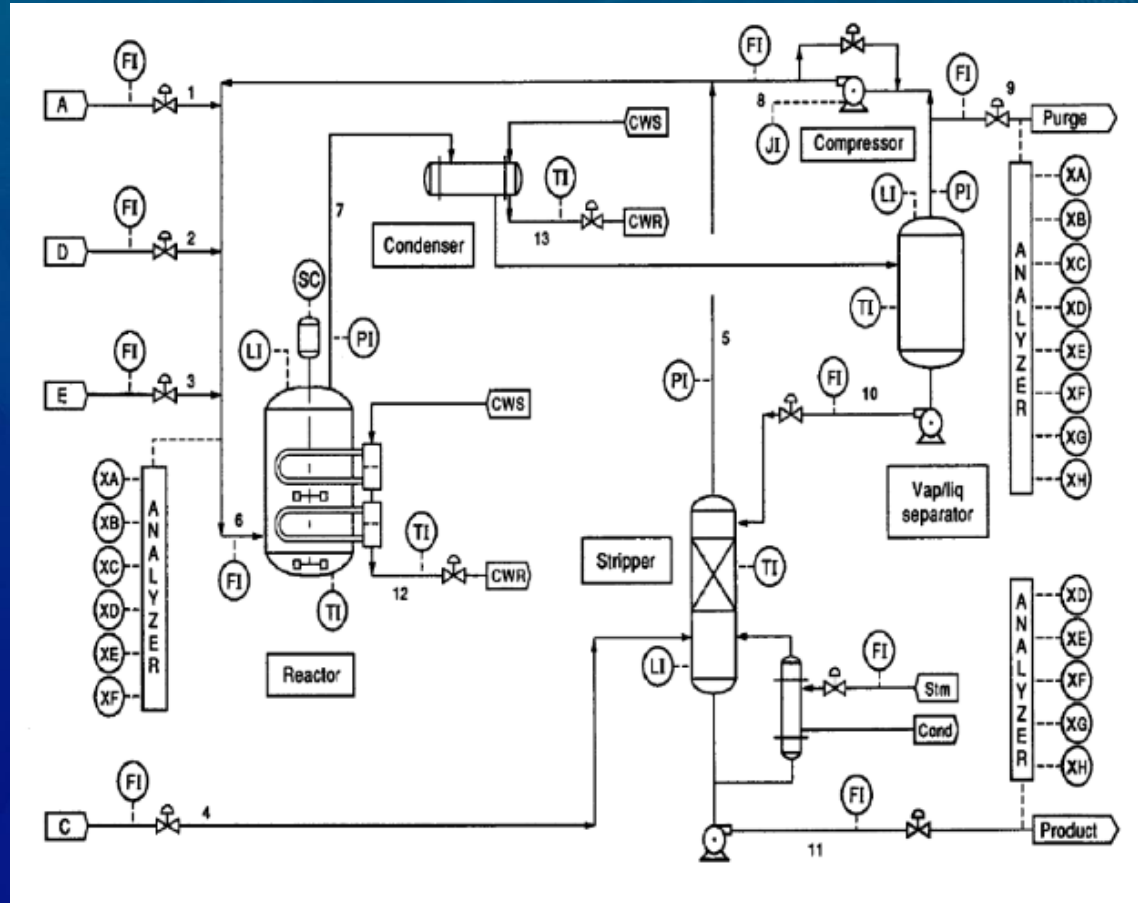 FI
FI
FI
9
A
1
8
Purge
CWS
JI
Compressor
XA
FI
TI
LI
PI
XB
7
D
2
CWR
13
XC
Condenser
ANALYZER
SC
XD
TI
FI
LI
PI
5
XE
E
3
PI
FI
XF
CWS
10
XG
XA
ANALYZER
XH
XB
6
TI
Vap/liq
separator
XC
FI
Stripper
TI
CWR
12
XD
TI
ANALYZER
XD
XE
Reactor
LI
FI
XE
XF
Stm
XF
Cond
XG
XH
FI
FI
C
4
Product
11